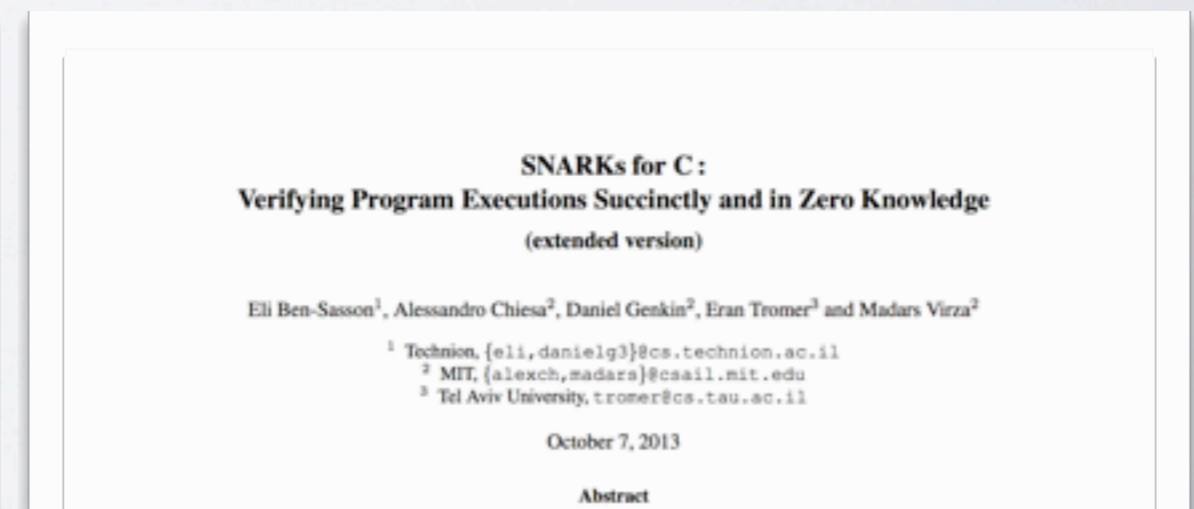 SNARKs for C:
Verifying Program Executions Succinctly and in Zero Knowledge
(extended version)
Eli Ben-Sasson¹, Alessandro Chiesa², Daniel Genkin², Eran Tromer³ and Madars Virza²
¹ Technion, {eli,danielg3}@cs.technion.ac.il
² MIT, {alexch,madars}@csail.mit.edu
³ Tel Aviv University, tromer@cs.tau.ac.il
October 7, 2013
Abstract